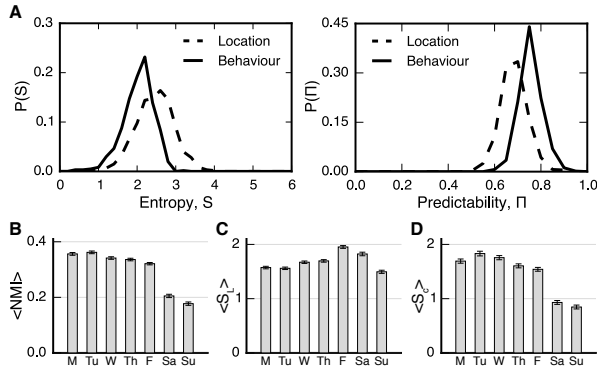 A
0.3
0.2
0.1
0.0
P(S)
Location
Behaviour
0 1 2 3 4 5 6
Entropy, S
0.45
0.30
0.15
0.00
P(Π)
Location
Behaviour
0.0 0.2 0.4 0.6 0.8 1.0
Predictability, Π
B
0.4
0.2
0.0
<NMI>
M Tu W Th F Sa Su
C
2
1
0
<S_L>
M Tu W Th F Sa Su
D
2
1
0
<S_c>
M Tu W Th F Sa Su